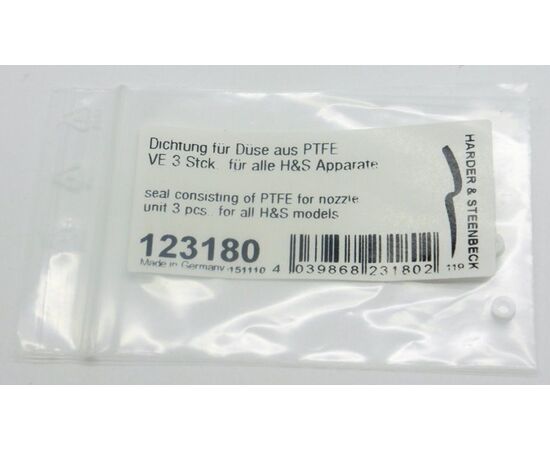 Dichtung für Düse aus PTFE
VE 3 Stck. für alle H&S Apparate
seal consisting of PTFE for nozzle
unit 3 pcs. for all H&S models
123180
Made in Germany 151110
4 039868 231802
119
HARDER & STEENBECK